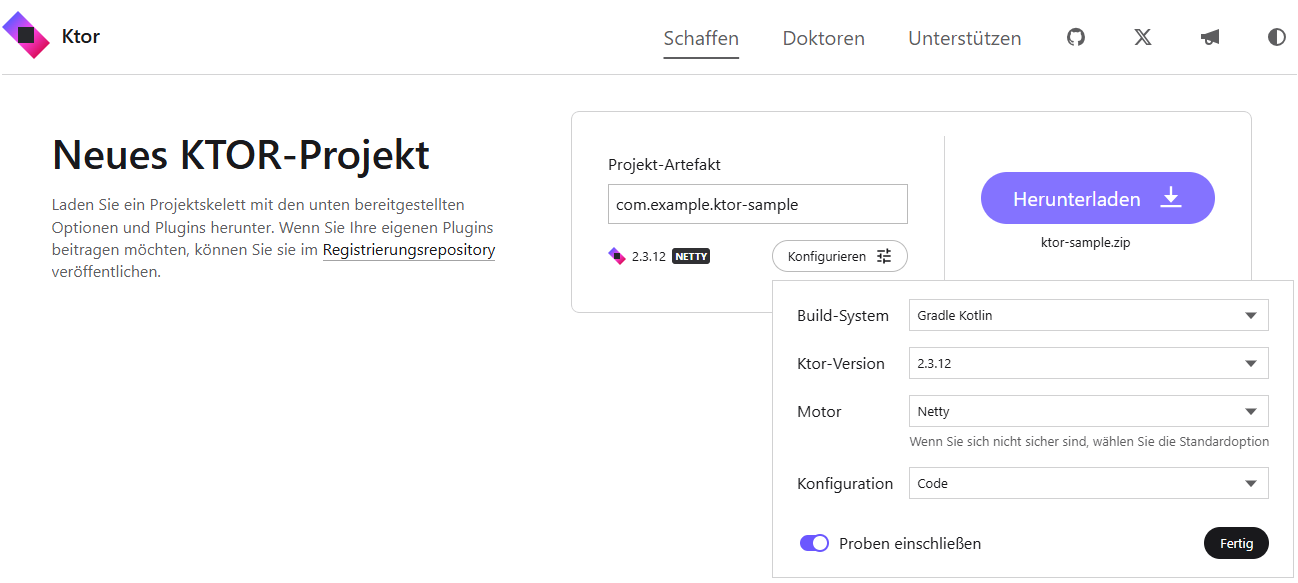 Ktor
Schaffen
Doktoren
Unterstützen
Neues KTOR-Projekt
Laden Sie ein Projektskelett mit den unten bereitgestellten
Optionen und Plugins herunter. Wenn Sie Ihre eigenen Plugins
beitragen möchten, können Sie sie im Registrierungsrepository
veröffentlichen.
Projekt-Artefakt
com.example.ktor-sample
2.3.12 NETTY
Konfigurieren
Herunterladen
ktor-sample.zip
Build-System
Gradle Kotlin
Ktor-Version
2.3.12
Motor
Netty
Wenn Sie sich nicht sicher sind, wählen Sie die Standardoption
Konfiguration
Code
Proben einschließen
Fertig